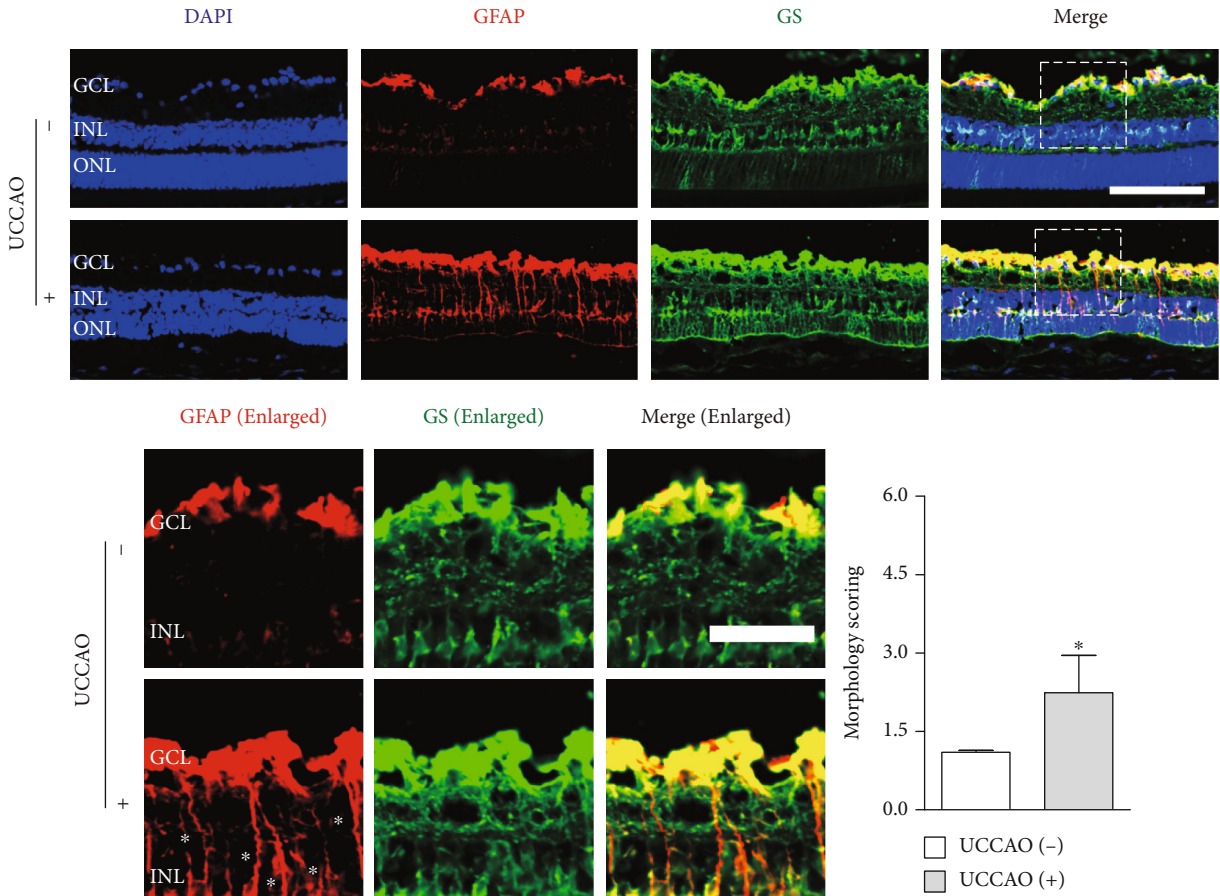 DAPI GFAP GS Merge
GCL
INL
ONL
UCCAO
–
GCL
INL
ONL
+
GFAP (Enlarged) GS (Enlarged) Merge (Enlarged)
GCL
INL
UCCAO
–
GCL
* * * * *
INL
+
6.0
4.5
3.0
1.5
0.0
Morphology scoring
*
UCCAO (–)
UCCAO (+)